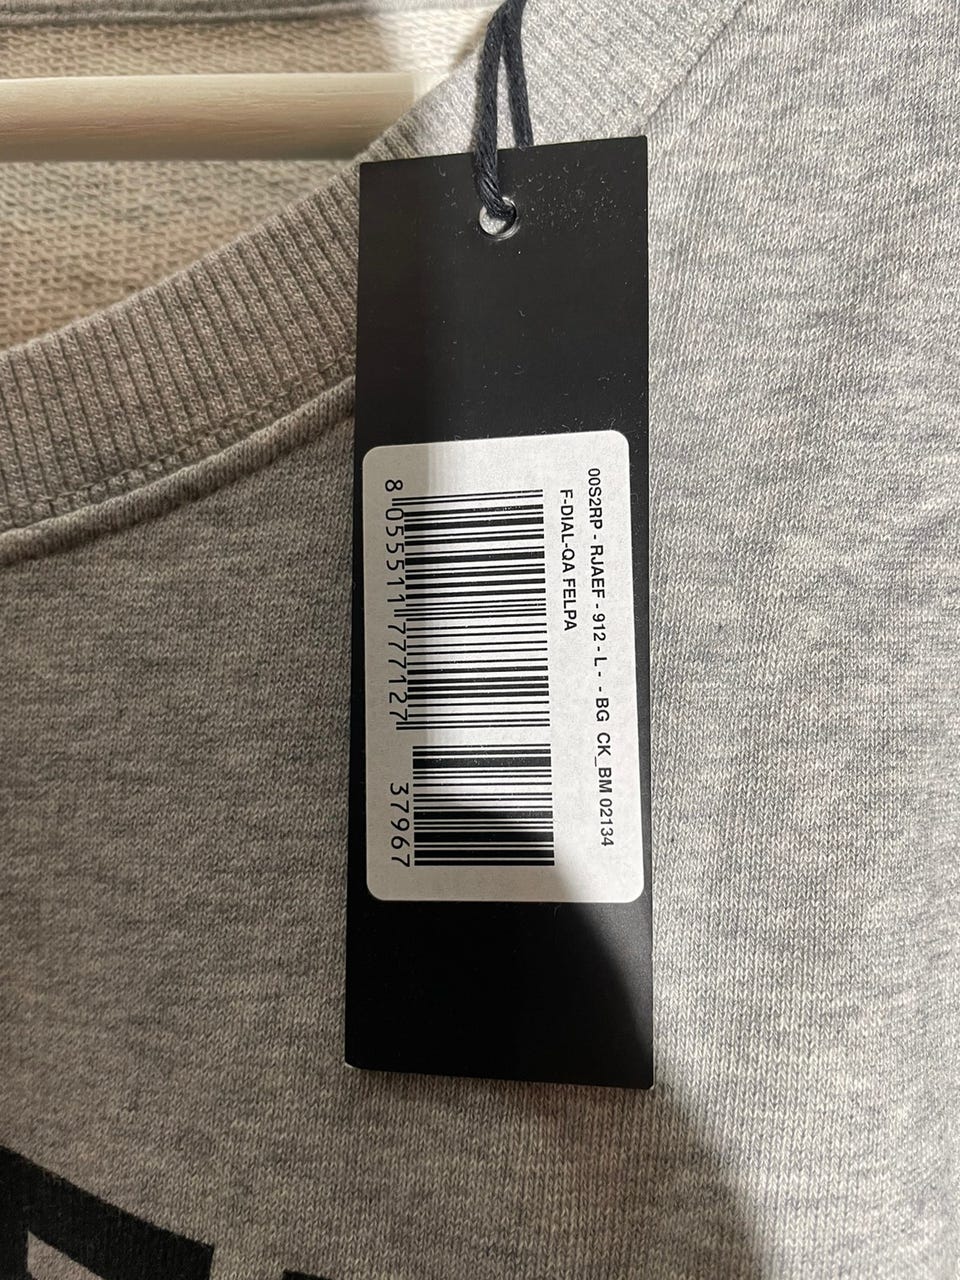 00S2RP - RJAEF - 912 - L - - BG CK_BM 02134
F-DIAL-QA FELPA
8 055511 777127
37967